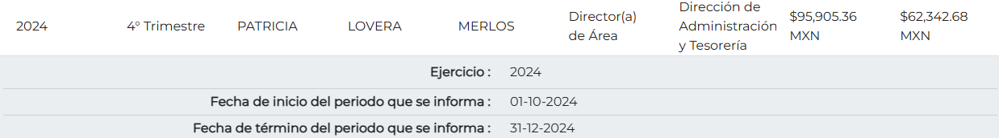 2024 4° Trimestre PATRICIA LOVERA MERLOS Director(a) de Área Dirección de Administración y Tesorería $95,905.36 MXN $62,342.68 MXN
Ejercicio : 2024
Fecha de inicio del periodo que se informa : 01-10-2024
Fecha de término del periodo que se informa : 31-12-2024